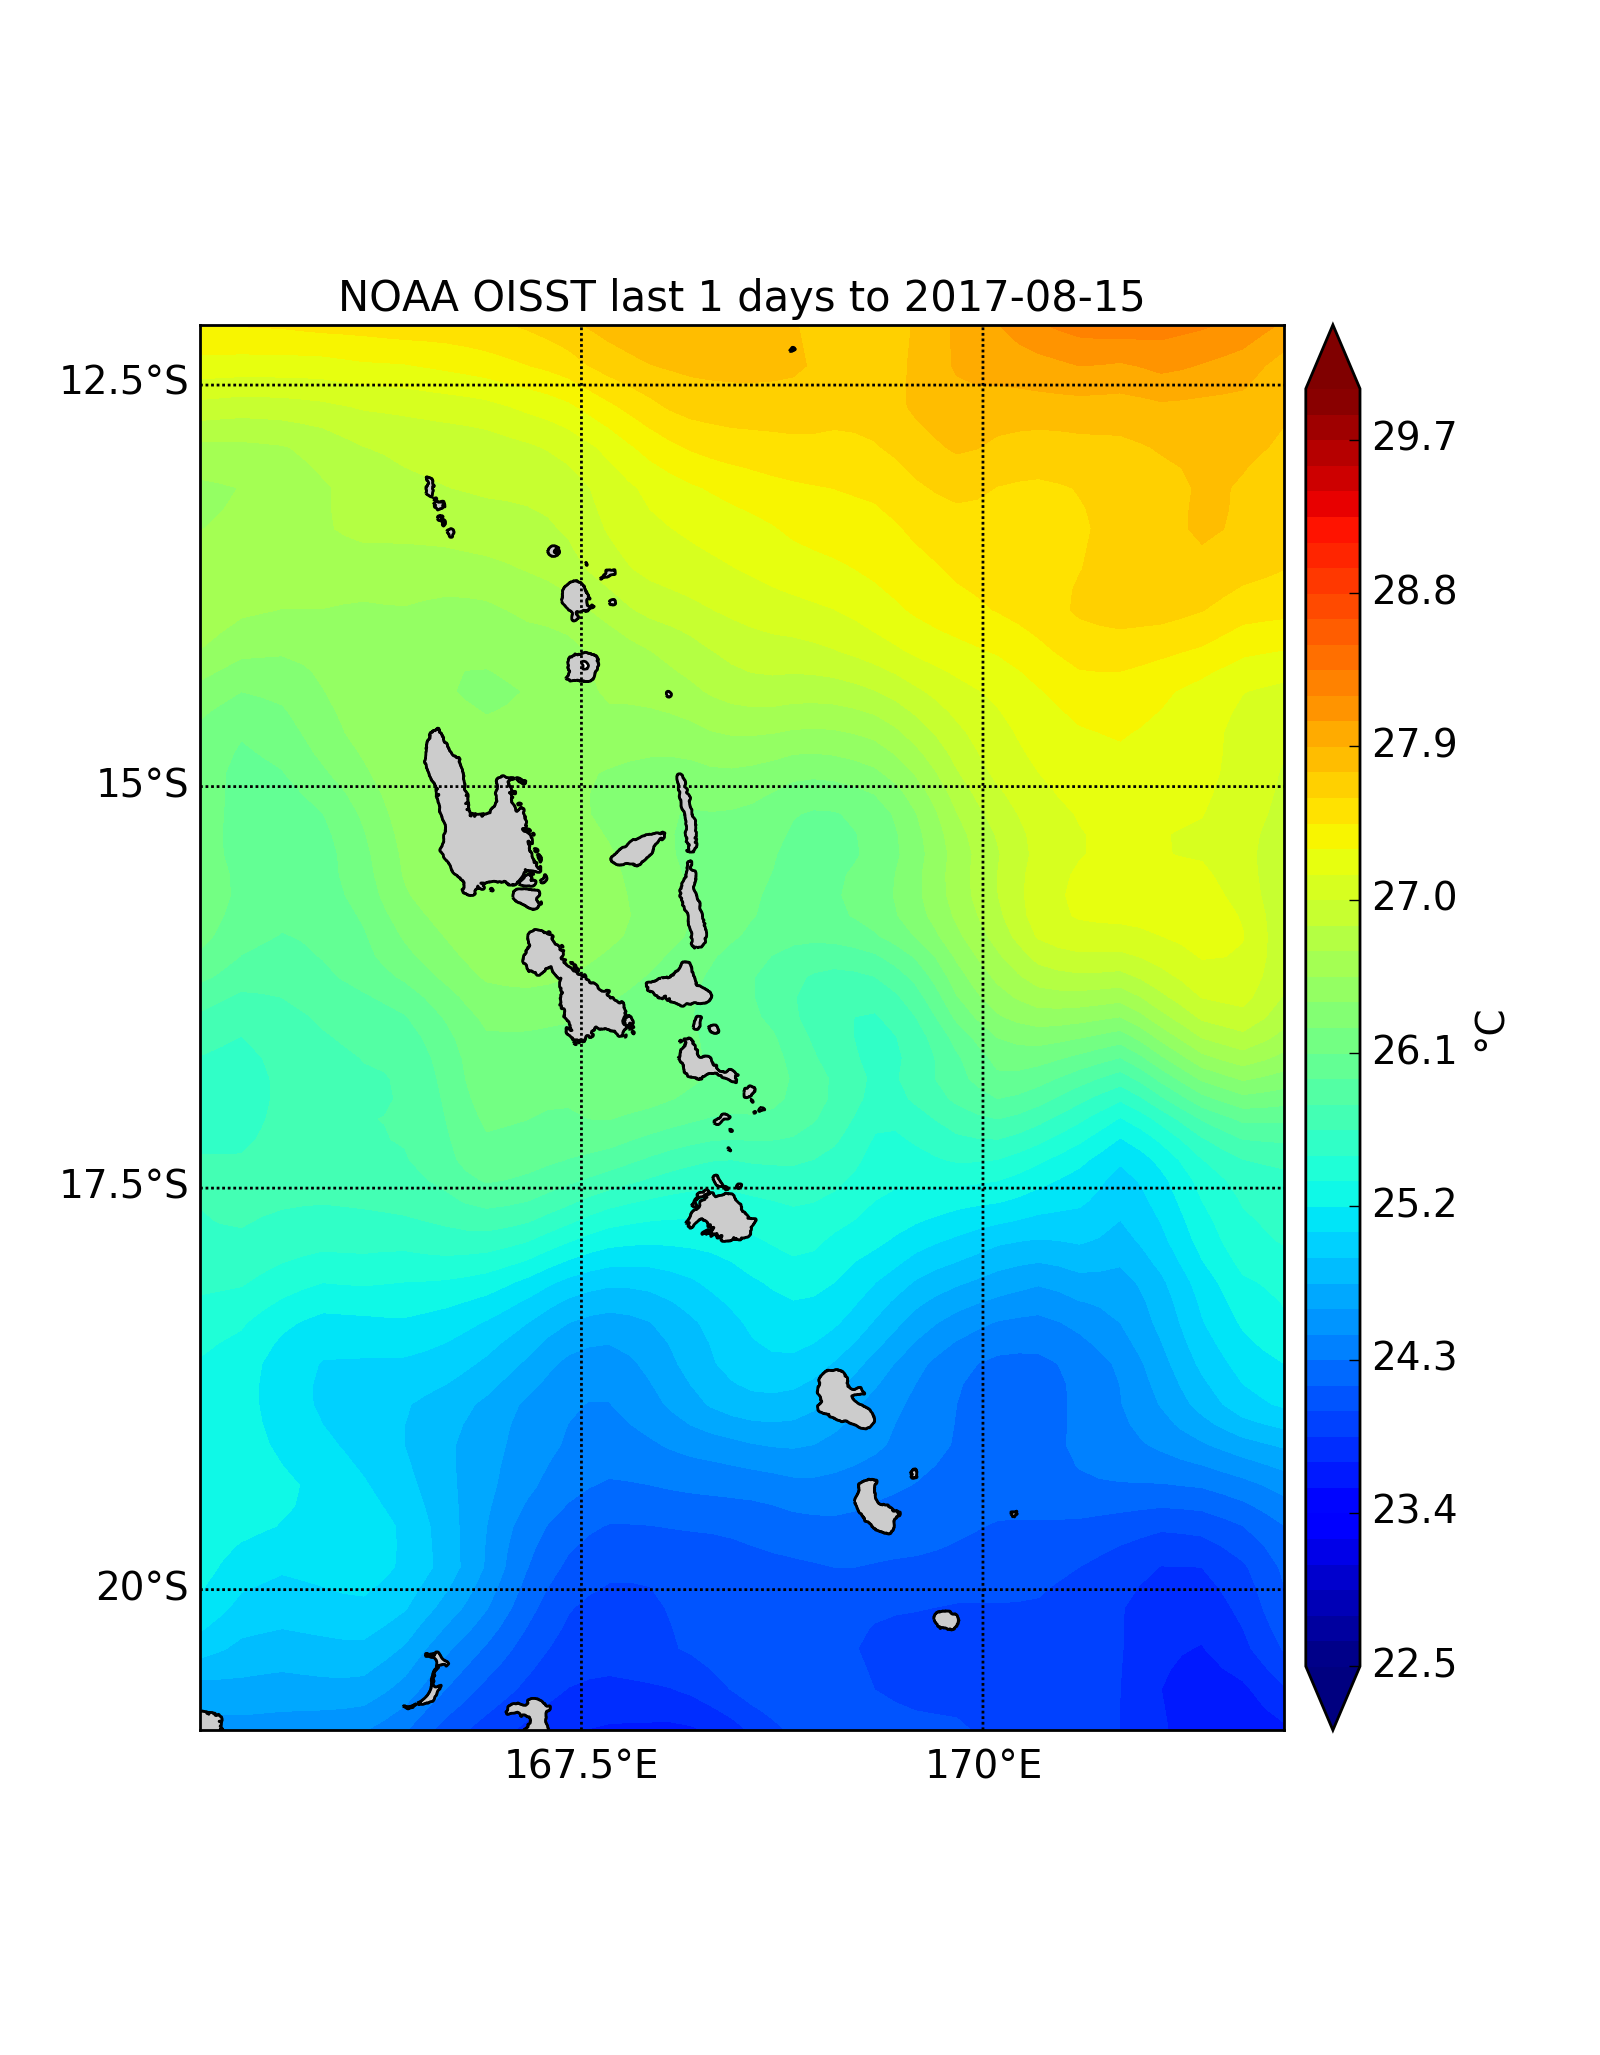 NOAA OISST last 1 days to 2017-08-15
12.5°S
15°S
17.5°S
20°S
167.5°E
170°E
29.7
28.8
27.9
27.0
26.1
25.2
24.3
23.4
22.5
°C